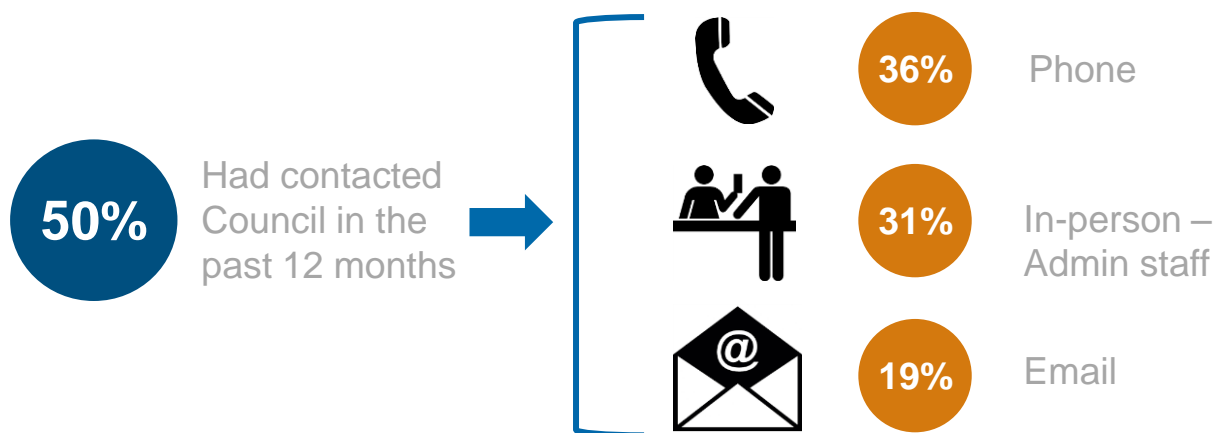 36%
Phone
50%
Had contacted
Council in the
past 12 months
31%
In-person –
Admin staff
@
19%
Email